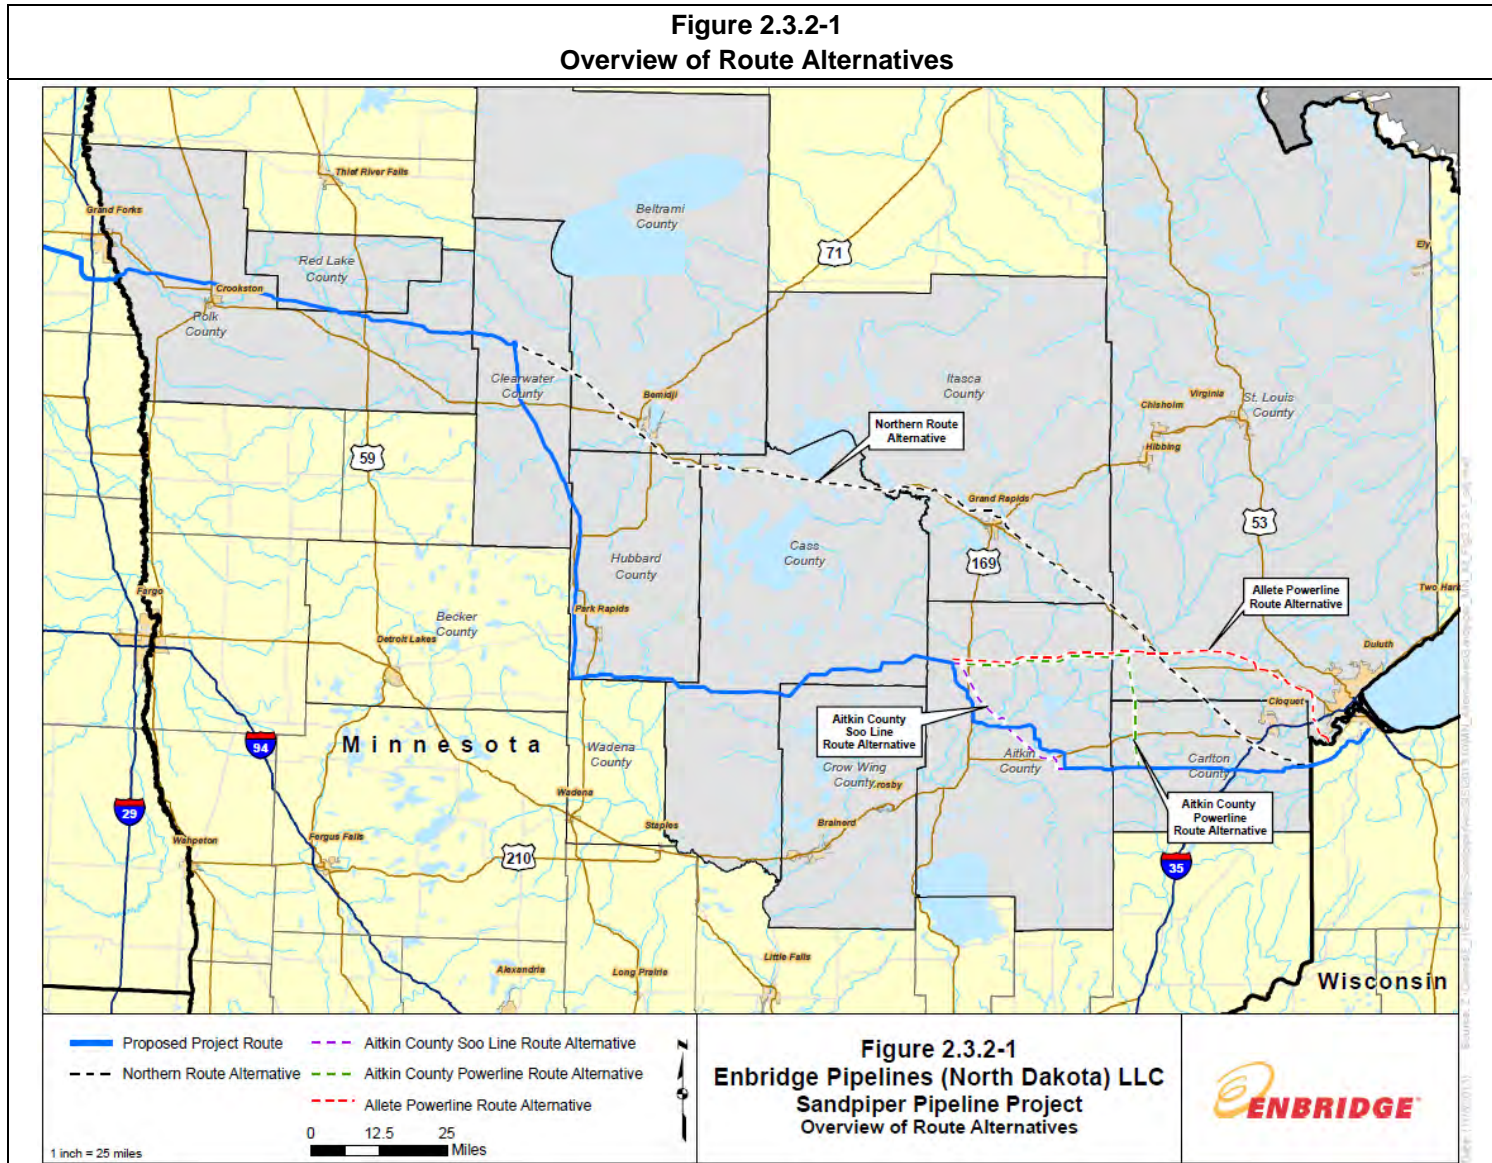 Figure 2.3.2-1
Overview of Route Alternatives
Thief River Falls
Grand Forks
Beltrami
County
71
Ely
Red Lake
County
Crookston
Polk
County
Clearwater
County
Itasca
County
Bemidji
Chisholm
Virginia
St. Louis
County
Northern Route
Alternative
Hibbing
59
Grand Rapids
53
Cass
County
Hubbard
County
169
Allete Powerline
Route Alternative
Fargo
Park Rapids
Becker
County
Detroit Lakes
Duluth
Cloquet
Aitkin County
Soo Line
Route Alternative
94
Minnesota
Wadena
County
Aitkin
County
Carlton
County
Crow Wing
County
rosby
Wadena
29
Aitkin County
Powerline
Route Alternative
Brainerd
Staples
Wahpeton
Fergus Falls
210
35
Little Falls
Alexandria
Long Prairie
Wisconsin
Proposed Project Route
Northern Route Alternative
Aitkin County Soo Line Route Alternative
Aitkin County Powerline Route Alternative
Allete Powerline Route Alternative
N
0 12.5 25
Miles
1 inch = 25 miles
Figure 2.3.2-1
Enbridge Pipelines (North Dakota) LLC
Sandpiper Pipeline Project
Overview of Route Alternatives
ENBRIDGE